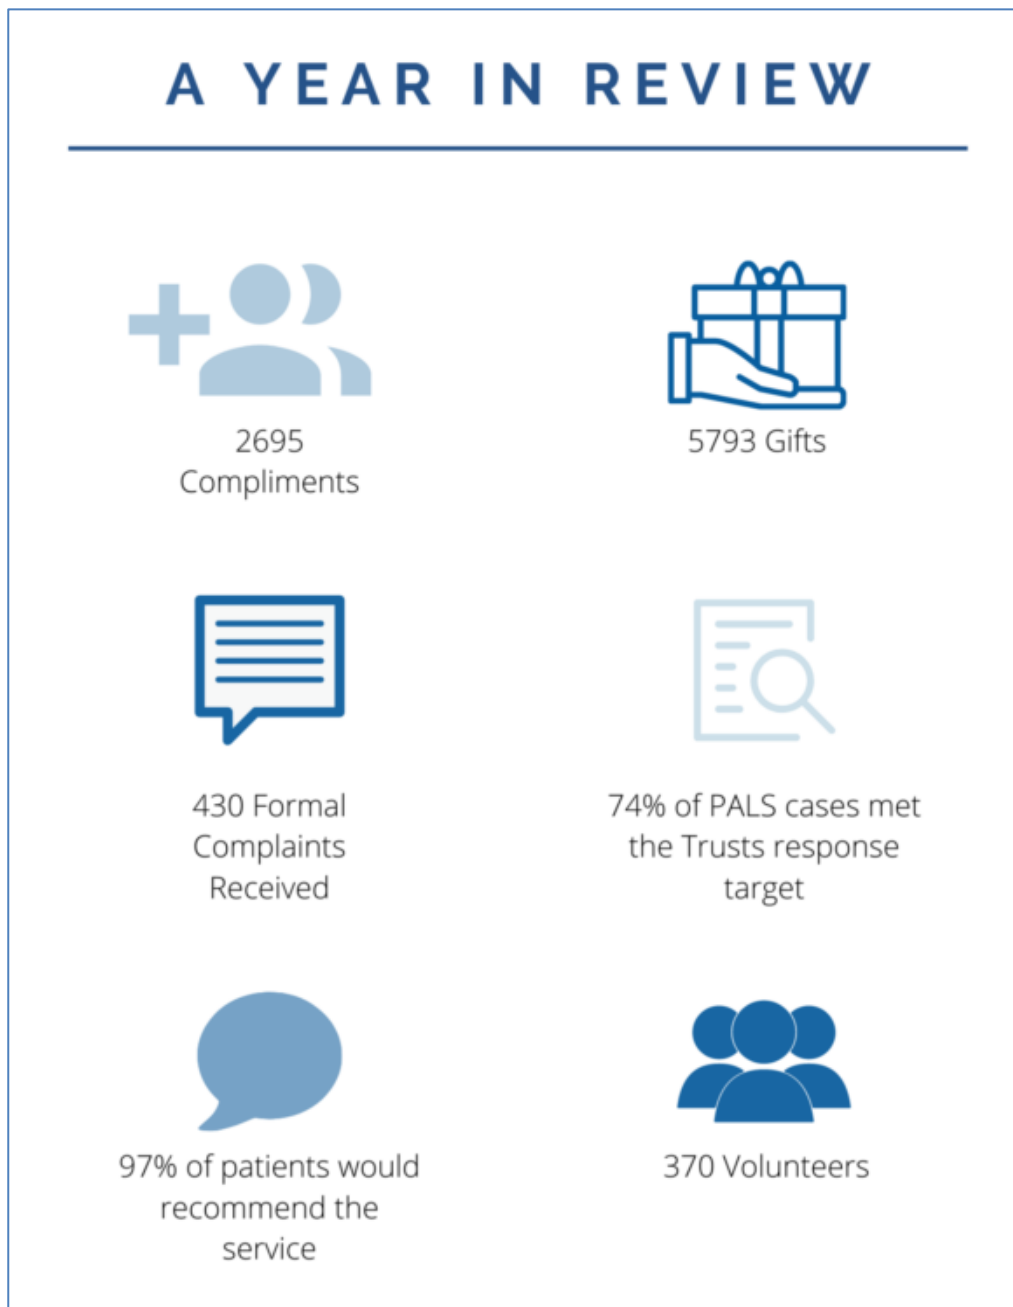 A YEAR IN REVIEW
2695
Compliments
5793 Gifts
430 Formal
Complaints
Received
74% of PALS cases met
the Trusts response
target
97% of patients would
recommend the
service
370 Volunteers